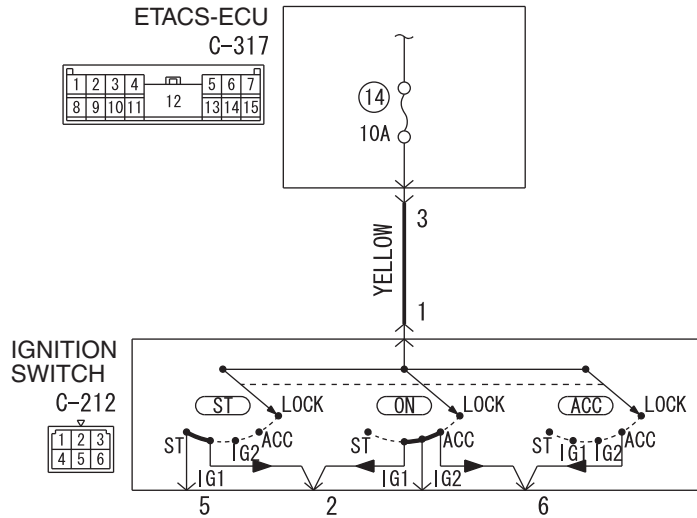 ETACS-ECU
C-317
1 2 3 4 5 6 7
8 9 10 11 12 13 14 15
14
10A
3
YELLOW
1
IGNITION
SWITCH
C-212
1 2 3
4 5 6
ST LOCK ON LOCK ACC LOCK
ST IG1 IG2 ACC ST IG1 IG2 ACC ST IG1 IG2 ACC
5 2 6